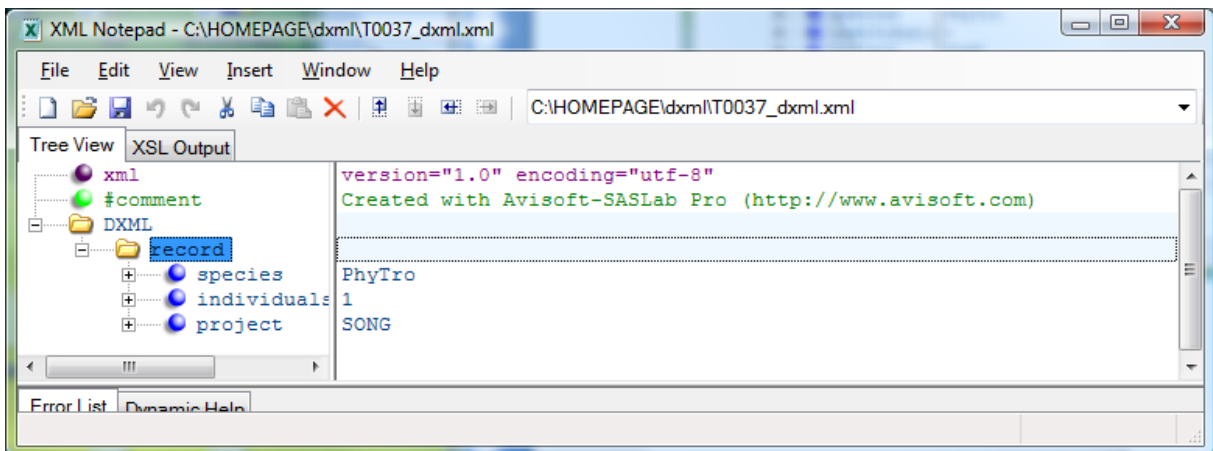 XML Notepad - C:\HOMEPAGE\dxml\T0037_dxml.xml
File Edit View Insert Window Help
C:\HOMEPAGE\dxml\T0037_dxml.xml
Tree View XSL Output
xml version="1.0" encoding="utf-8"
#comment Created with Avisoft-SASLab Pro (http://www.avisoft.com)
DXML
record
species PhyTro
individuals 1
project SONG
Error List Dynamic Help